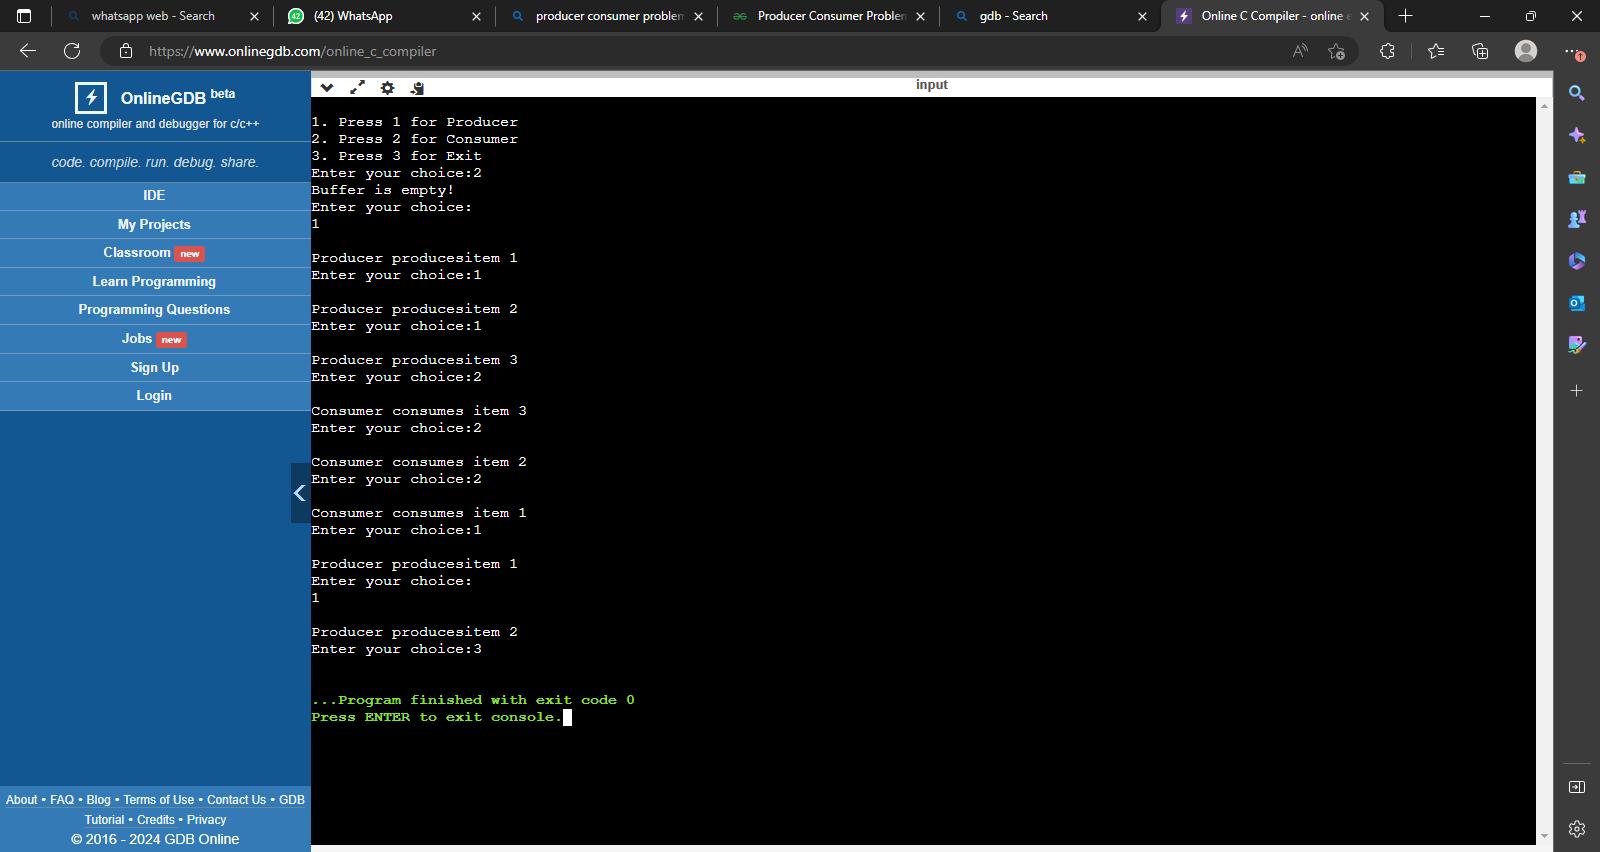 whatsapp web - Search
42
(42) WhatsApp
producer consumer problem
Producer Consumer Problem
gdb - Search
Online C Compiler - online e
https://www.onlinegdb.com/online_c_compiler
OnlineGDB beta
online compiler and debugger for c/c++
code. compile. run. debug. share.
IDE
My Projects
Classroom new
Learn Programming
Programming Questions
Jobs new
Sign Up
Login
About • FAQ • Blog • Terms of Use • Contact Us • GDB
Tutorial • Credits • Privacy
© 2016 - 2024 GDB Online
input
1. Press 1 for Producer
2. Press 2 for Consumer
3. Press 3 for Exit
Enter your choice:2
Buffer is empty!
Enter your choice:
1
Producer producesitem 1
Enter your choice:1
Producer producesitem 2
Enter your choice:1
Producer producesitem 3
Enter your choice:2
Consumer consumes item 3
Enter your choice:2
Consumer consumes item 2
Enter your choice:2
Consumer consumes item 1
Enter your choice:1
Producer producesitem 1
Enter your choice:
1
Producer producesitem 2
Enter your choice:3
...Program finished with exit code 0
Press ENTER to exit console.